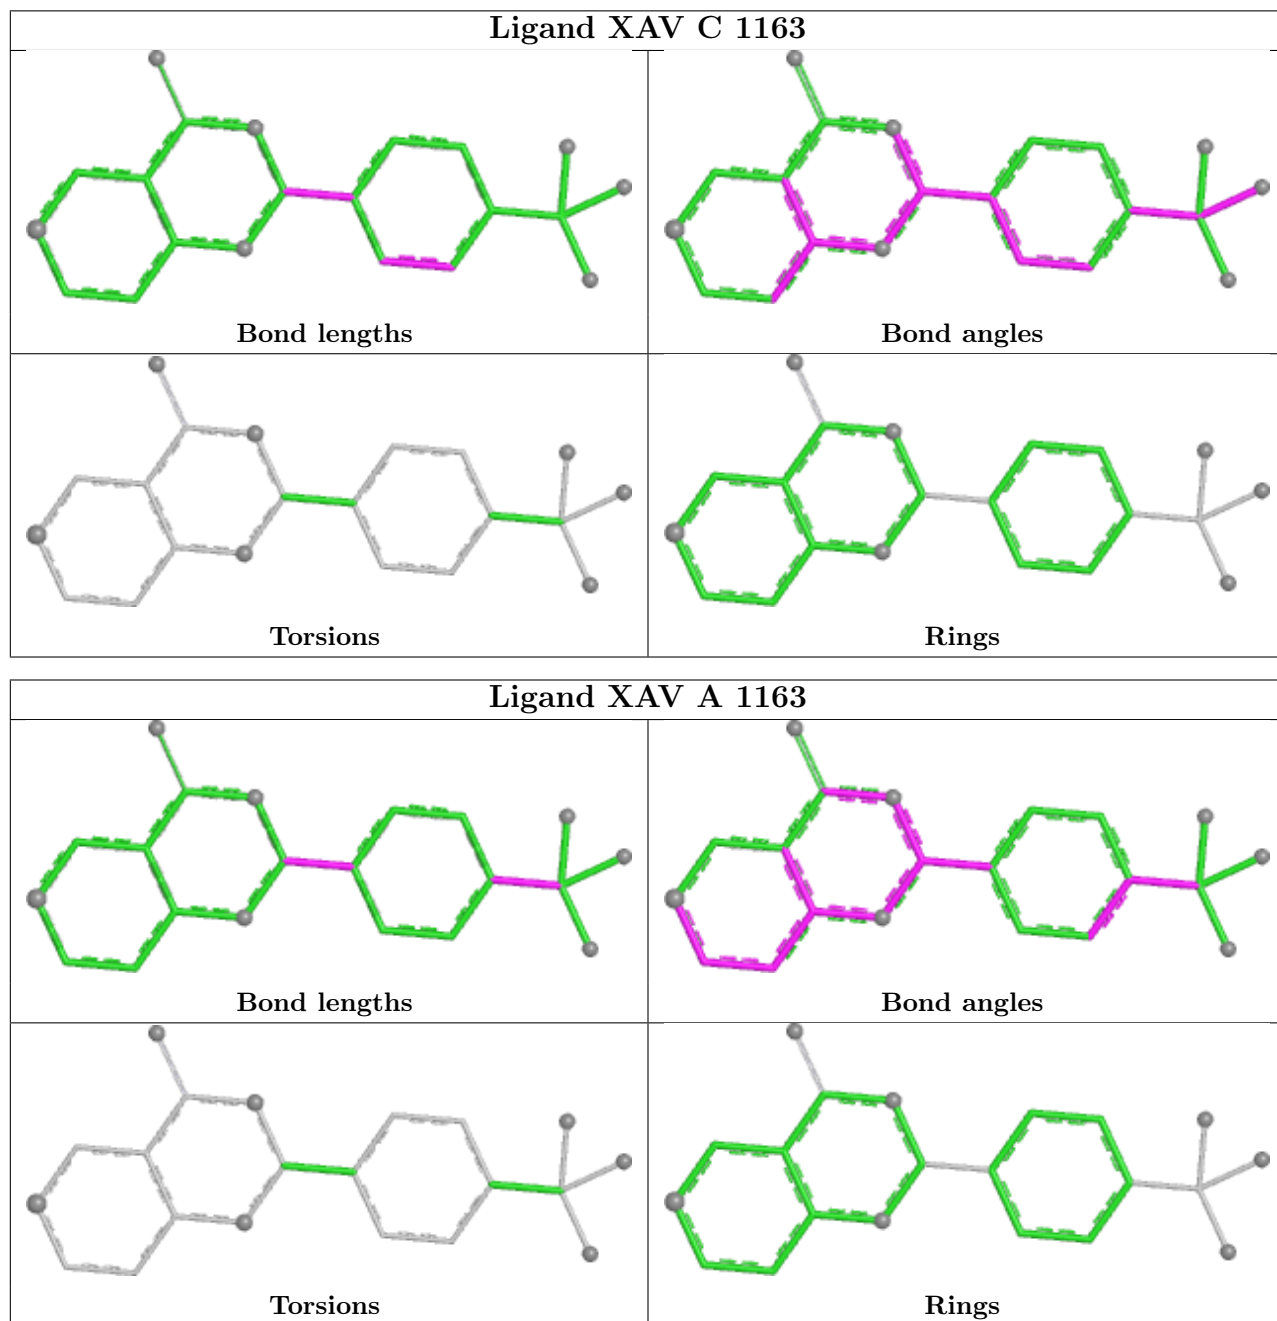 Ligand XAV C 1163
Bond lengths
Bond angles
Torsions
Rings
Ligand XAV A 1163
Bond lengths
Bond angles
Torsions
Rings